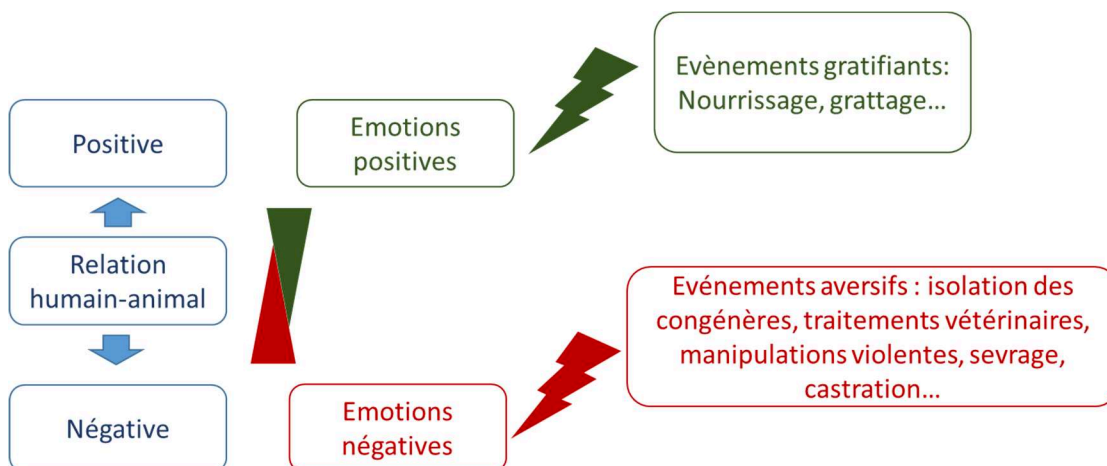 Evènements gratifiants:
Nourrissage, grattage...
Emotions
positives
Positive
Relation
humain-animal
Evénements aversifs : isolation des
congénères, traitements vétérinaires,
manipulations violentes, sevrage,
castration...
Négative
Emotions
négatives